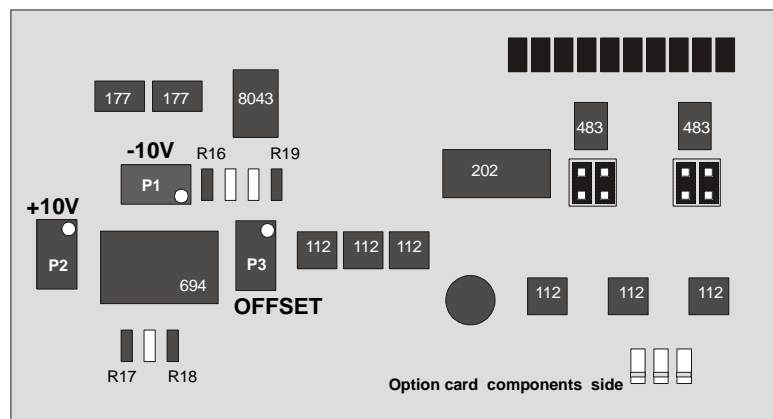 177 177 8043
483 483
-10V R16 R19
P1 202
+10V
P2 694 P3 112 112 112
OFFSET
112 112 112
R17 R18
Option card components side